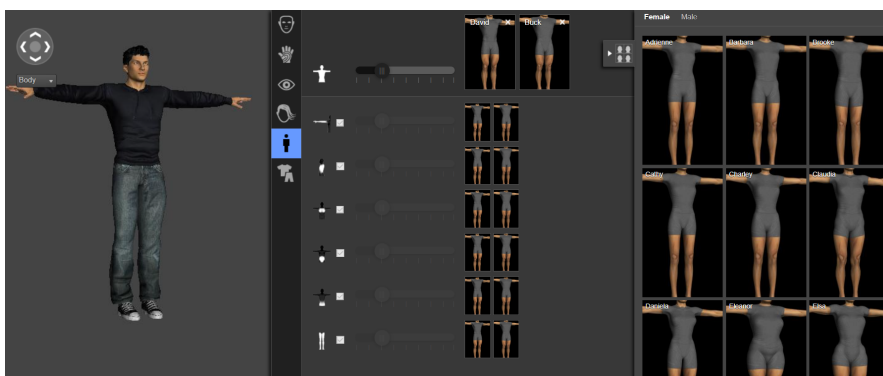 Body
David
Buck
Female
Male
Adrienne
Barbara
Brooke
Cathy
Charley
Claudia
Daniela
Eleanor
Elsa